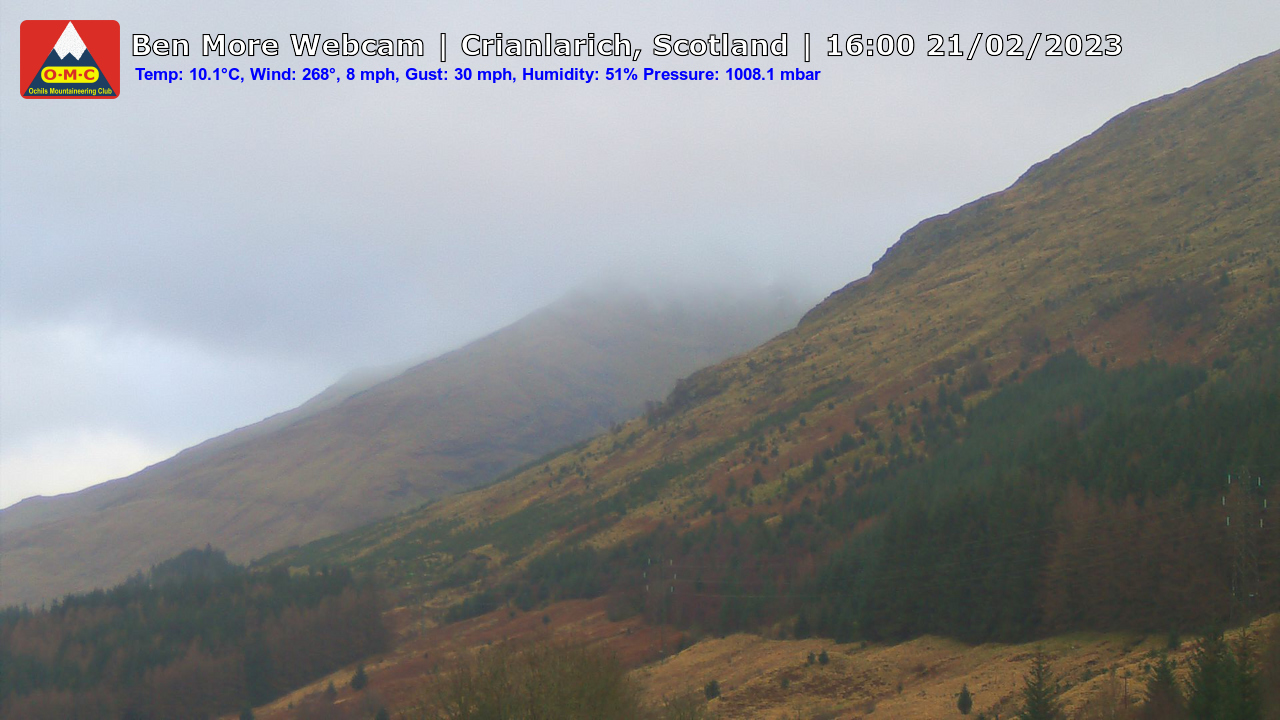 Ben More Webcam | Crianlarich, Scotland | 16:00 21/02/2023
Temp: 10.1°C, Wind: 268°, 8 mph, Gust: 30 mph, Humidity: 51% Pressure: 1008.1 mbar
O-M-C
Ochils Mountaineering Club